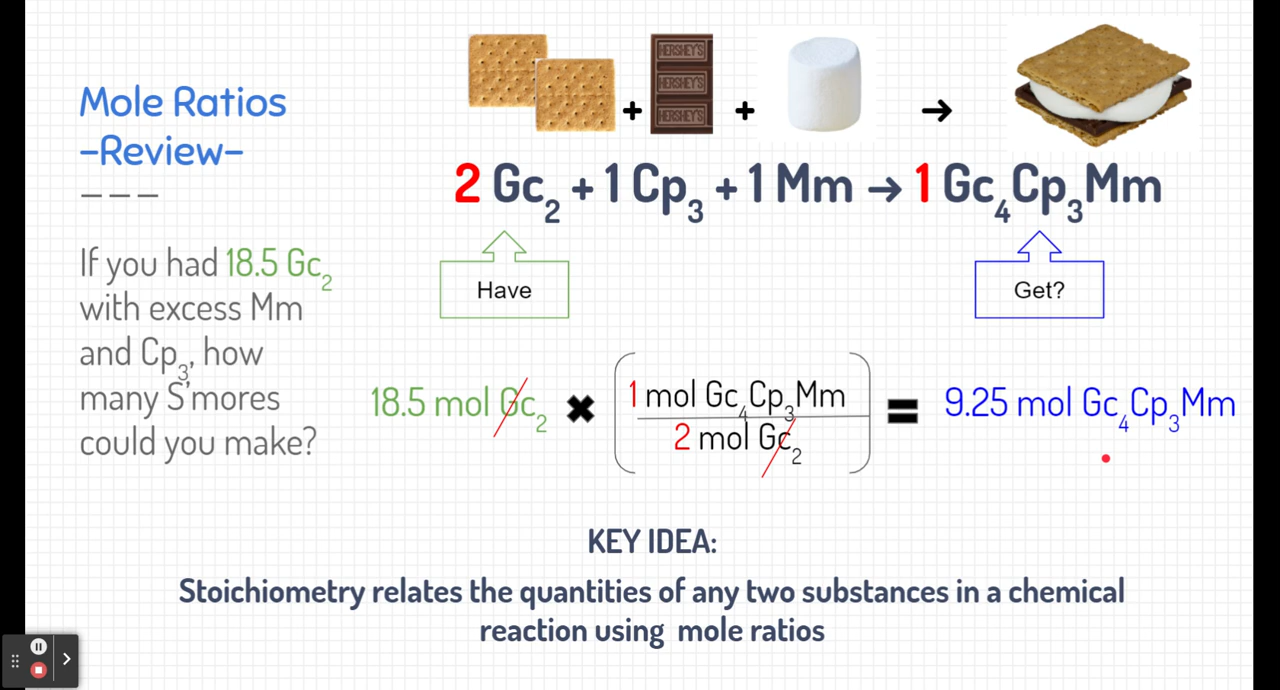 Mole Ratios
-Review-
If you had 18.5 Gc₂
with excess Mm
and Cp₃, how
many S'mores
could you make?
HERSHEY'S
HERSHEY'S
HERSHEY'S
+ + →
2 Gc₂ + 1 Cp₃ + 1 Mm → 1 Gc₄Cp₃Mm
Have
Get?
18.5 mol Gc₂ × (1 mol Gc₄Cp₃Mm
2 mol Gc₂) = 9.25 mol Gc₄Cp₃Mm
KEY IDEA:
Stoichiometry relates the quantities of any two substances in a chemical
reaction using mole ratios